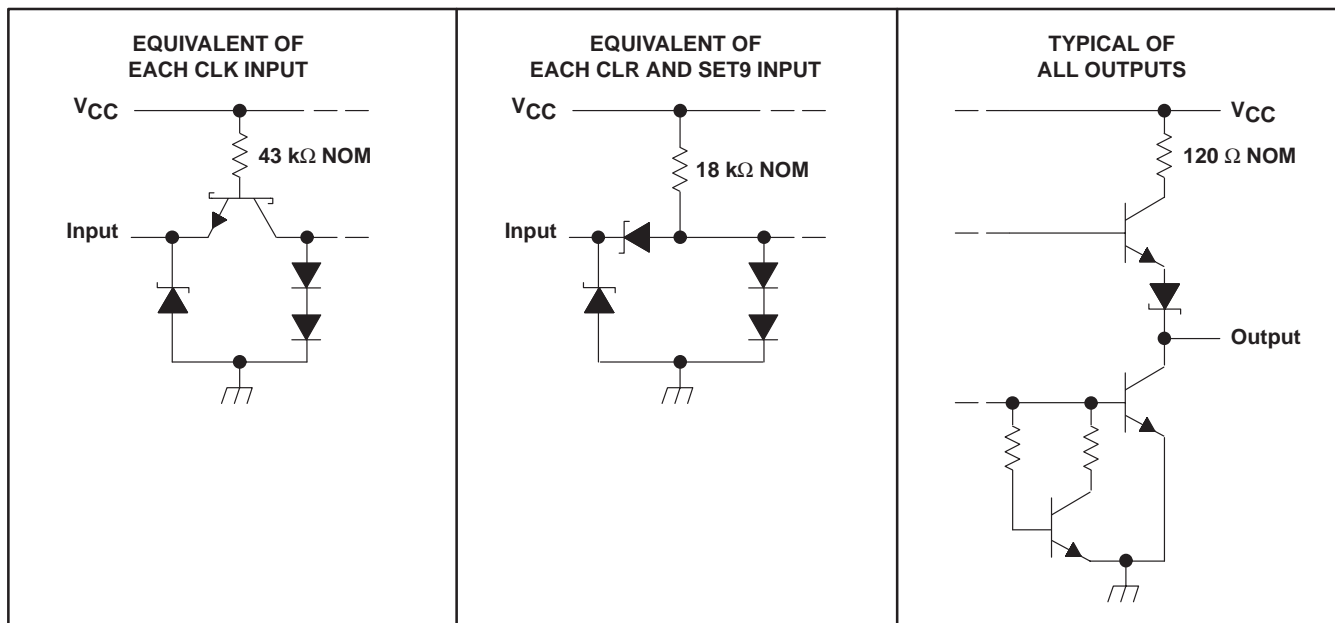 EQUIVALENT OF
EACH CLK INPUT
VCC
43 kΩ NOM
Input
EQUIVALENT OF
EACH CLR AND SET9 INPUT
VCC
18 kΩ NOM
Input
TYPICAL OF
ALL OUTPUTS
VCC
120 Ω NOM
Output